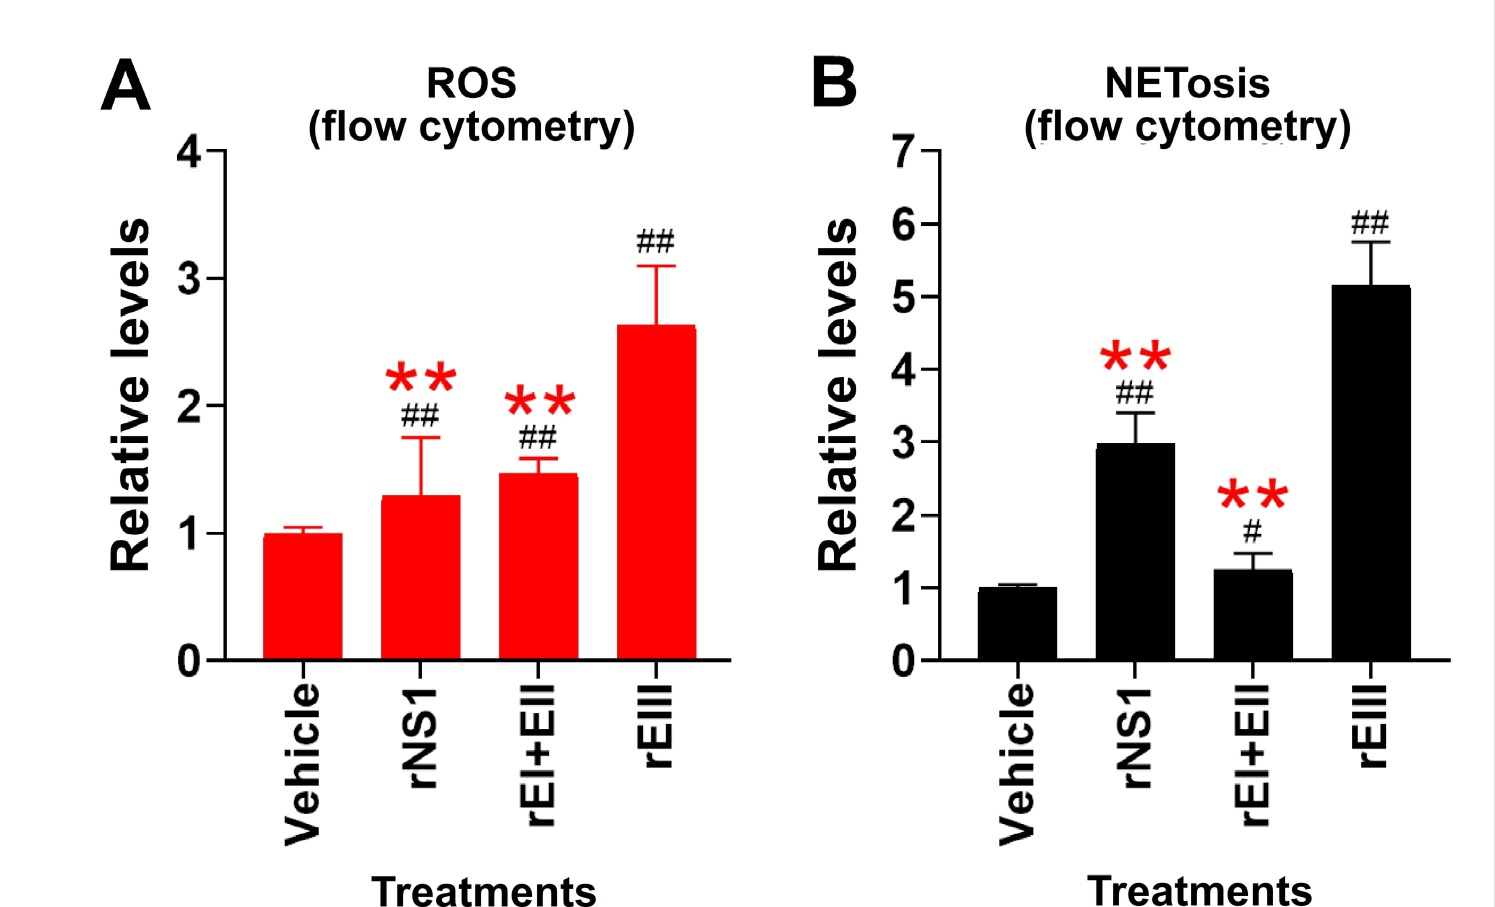 A
ROS
(flow cytometry)
Relative levels
4
3
2
1
0
**
##
**
##
##
Vehicle
rNS1
rEI+EII
rEIII
Treatments
B
NETosis
(flow cytometry)
Relative levels
7
6
5
4
3
2
1
0
**
##
**
#
##
Vehicle
rNS1
rEI+EII
rEIII
Treatments